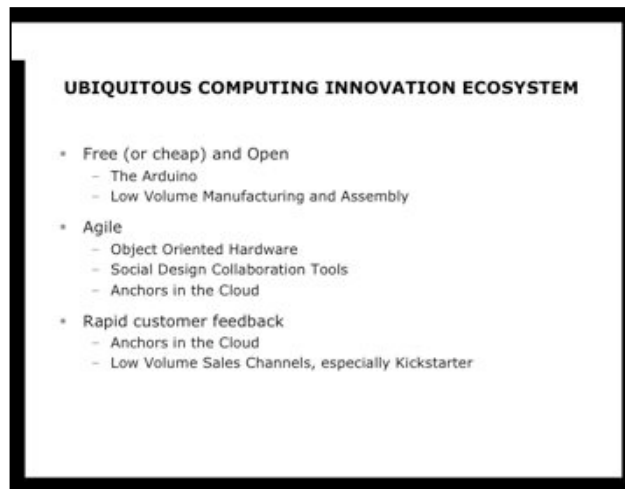 UBIQUITOUS COMPUTING INNOVATION ECOSYSTEM
• Free (or cheap) and Open
– The Arduino
– Low Volume Manufacturing and Assembly
• Agile
– Object Oriented Hardware
– Social Design Collaboration Tools
– Anchors in the Cloud
• Rapid customer feedback
– Anchors in the Cloud
– Low Volume Sales Channels, especially Kickstarter